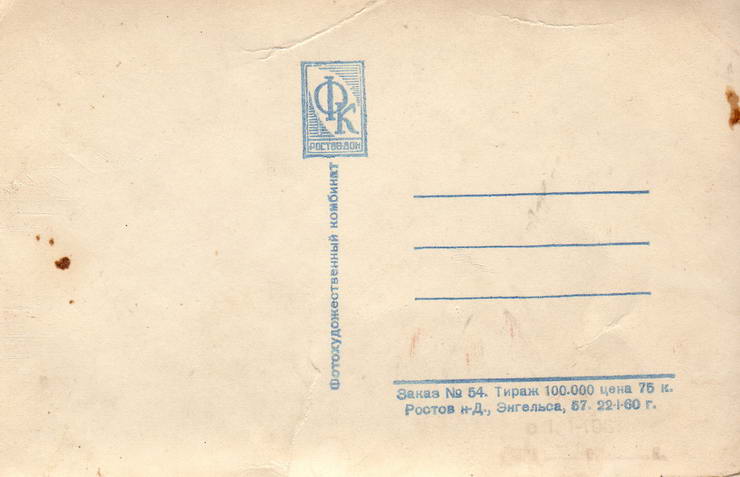 ФК
РОСТОВ-ДОН
Фотохудожественный комбинат
Заказ № 54. Тираж 100.000 цена 75 к.
Ростов н-Д., Энгельса, 57. 22-I-60 г.